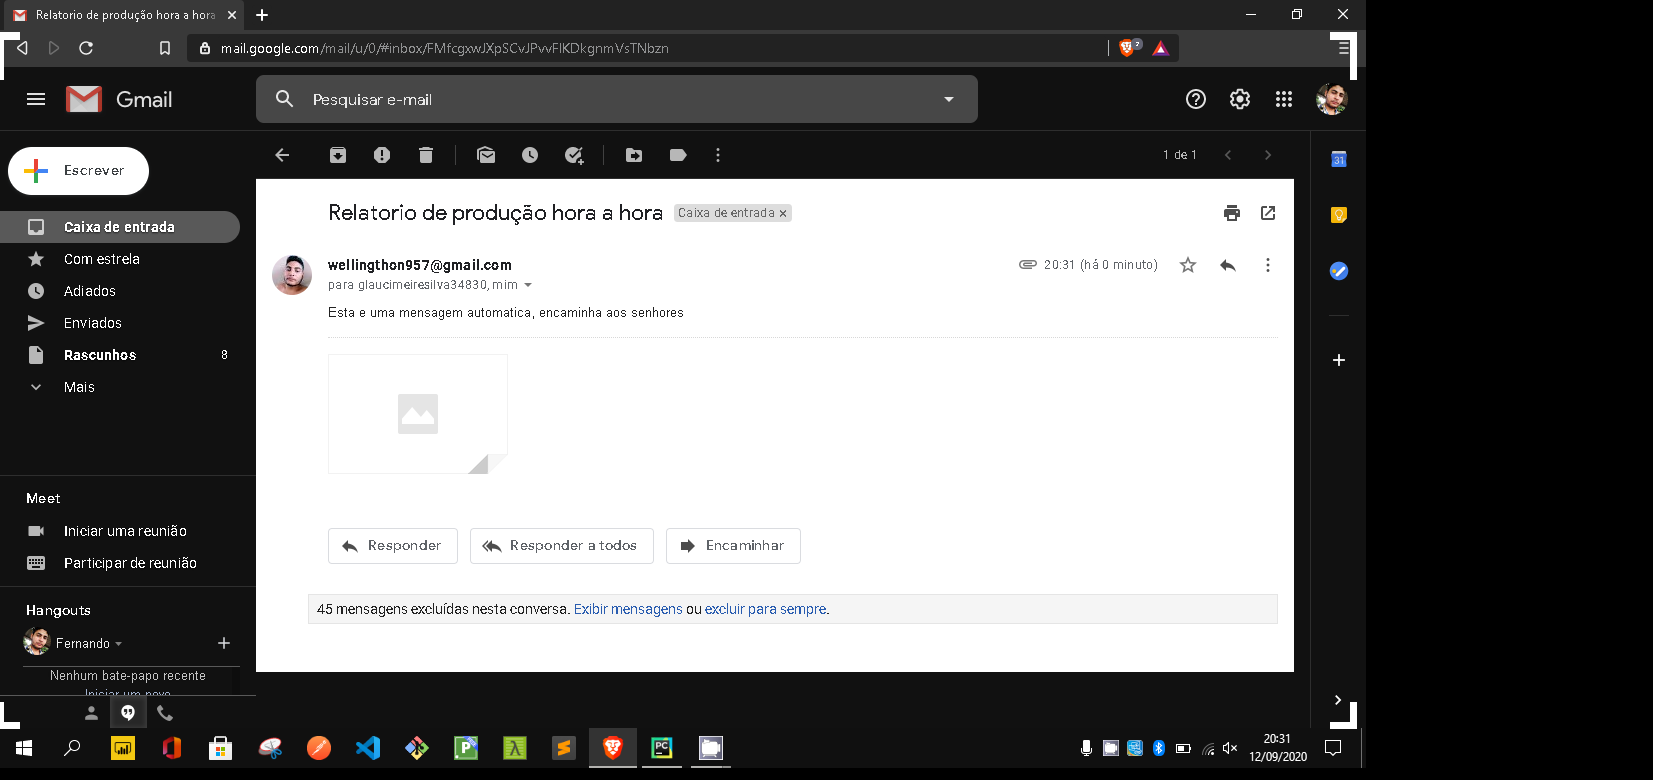 Relatorio de produção hora a hora
mail.google.com/mail/u/0/#inbox/FMfcgxwJXpSCvJPvvFlKDkgnmVsTNbzn
2
Gmail
Pesquisar e-mail
Escrever
1 de 1
31
Caixa de entrada
Com estrela
Adiados
Enviados
Rascunhos 8
Mais
Relatorio de produção hora a hora Caixa de entrada x
wellingthon957@gmail.com 20:31 (há 0 minuto)
para glaucimeiresilva34830, mim
Esta e uma mensagem automatica, encaminha aos senhores
Responder Responder a todos Encaminhar
45 mensagens excluídas nesta conversa. Exibir mensagens ou excluir para sempre.
Meet
Iniciar uma reunião
Participar de reunião
Hangouts
Fernando
Nenhum bate-papo recente
Iniciar um novo
PC
20:31
12/09/2020